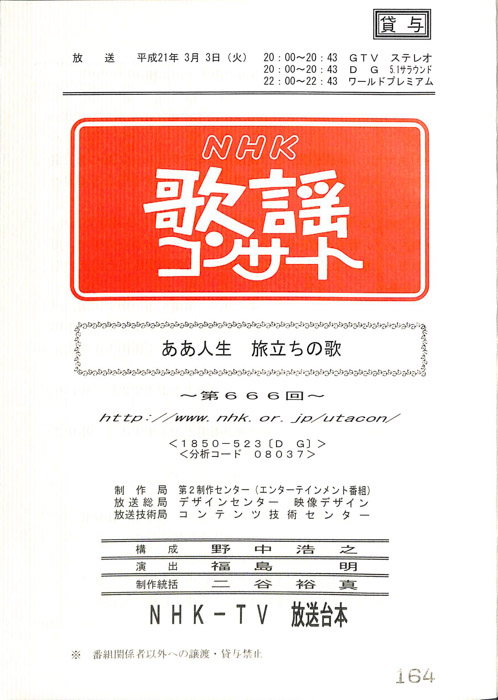 貸与
放 送 平成21年 3月 3日（火） 20：00～20：43 ＧＴＶ ステレオ
20：00～20：43 Ｄ Ｇ 5.1サラウンド
22：00～22：43 ワールドプレミアム
NHK
歌謡
コンサート
ああ人生 旅立ちの歌
～第６６６回～
http://www.nhk.or.jp/utacon/
＜１８５０－５２３〔Ｄ Ｇ〕＞
＜分析コード ０８０３７＞
制 作 局 第２制作センター（エンターテインメント番組）
放送総局 デザインセンター 映像デザイン
放送技術局 コンテンツ技術センター
構 成 野 中 浩 之
演 出 福 島 明
制作統括 二 谷 裕 真
ＮＨＫ－ＴＶ 放送台本
※ 番組関係者以外への譲渡・貸与禁止
164